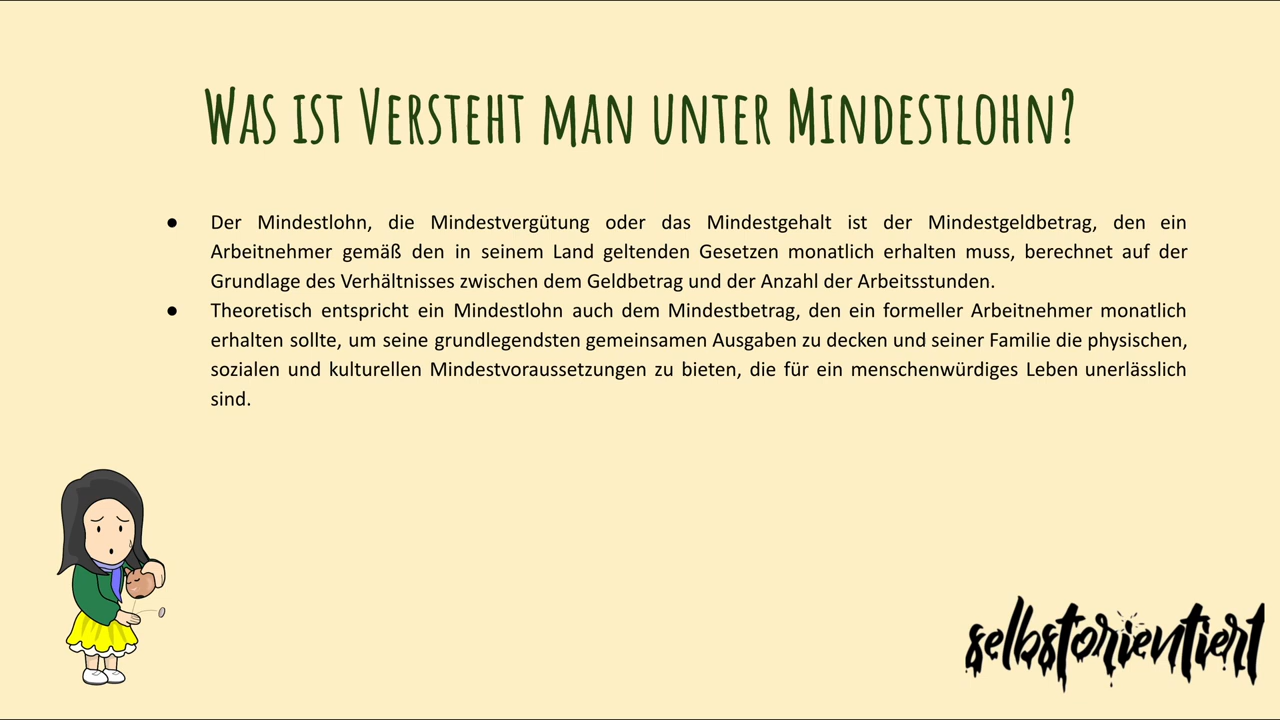 Was ist Versteht man unter Mindestlohn?
● Der Mindestlohn, die Mindestvergütung oder das Mindestgehalt ist der Mindestgeldbetrag, den ein
Arbeitnehmer gemäß den in seinem Land geltenden Gesetzen monatlich erhalten muss, berechnet auf der
Grundlage des Verhältnisses zwischen dem Geldbetrag und der Anzahl der Arbeitsstunden.
● Theoretisch entspricht ein Mindestlohn auch dem Mindestbetrag, den ein formeller Arbeitnehmer monatlich
erhalten sollte, um seine grundlegendsten gemeinsamen Ausgaben zu decken und seiner Familie die physischen,
sozialen und kulturellen Mindestvoraussetzungen zu bieten, die für ein menschenwürdiges Leben unerlässlich
sind.
selbstorientiert